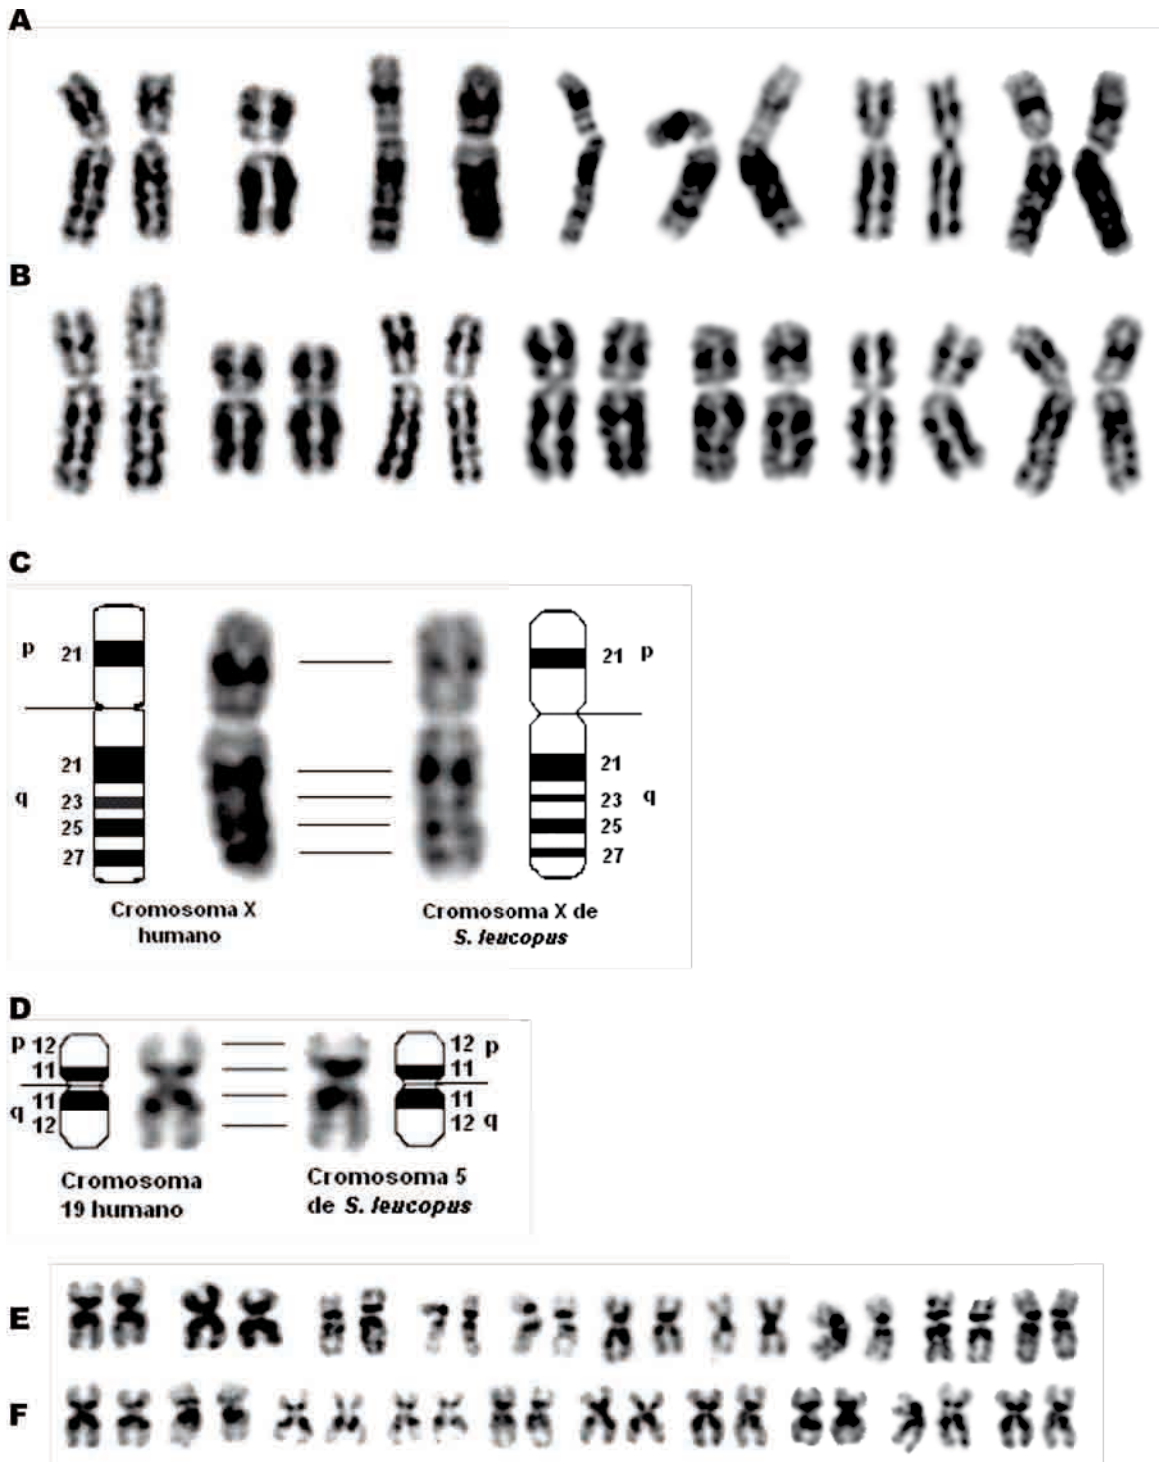 A
B
C
p 21 21 p
21 21
q 23 23 q
25 25
27 27
Cromosoma X
humano
Cromosoma X de
S. leucopus
D
p 12 12 p
11 11
11 11
q 12 12 q
Cromosoma
19 humano
Cromosoma 5
de S. leucopus
E
F